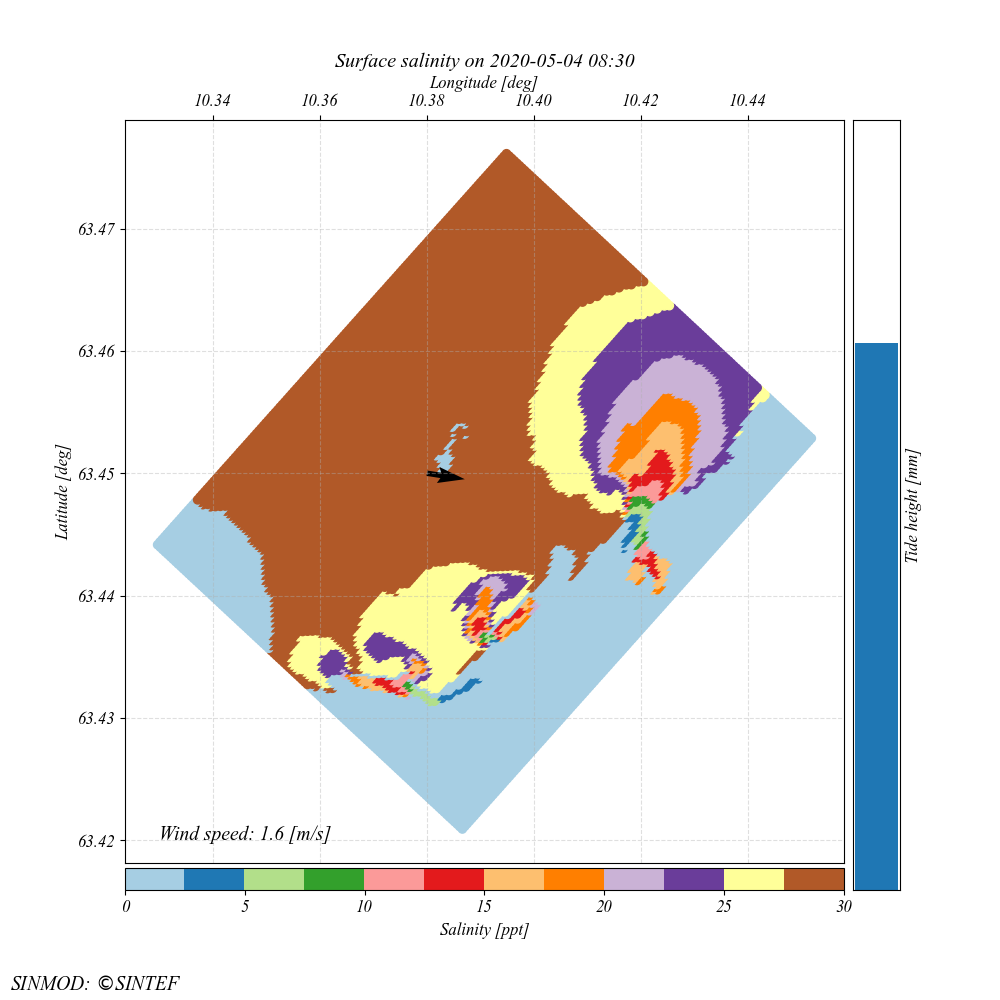 Surface salinity on 2020-05-04 08:30
Longitude [deg]
10.34 10.36 10.38 10.40 10.42 10.44
63.47
63.46
63.45
63.44
63.43
63.42
Latitude [deg]
Tide height [mm]
Wind speed: 1.6 [m/s]
0 5 10 15 20 25 30
Salinity [ppt]
SINMOD: ©SINTEF